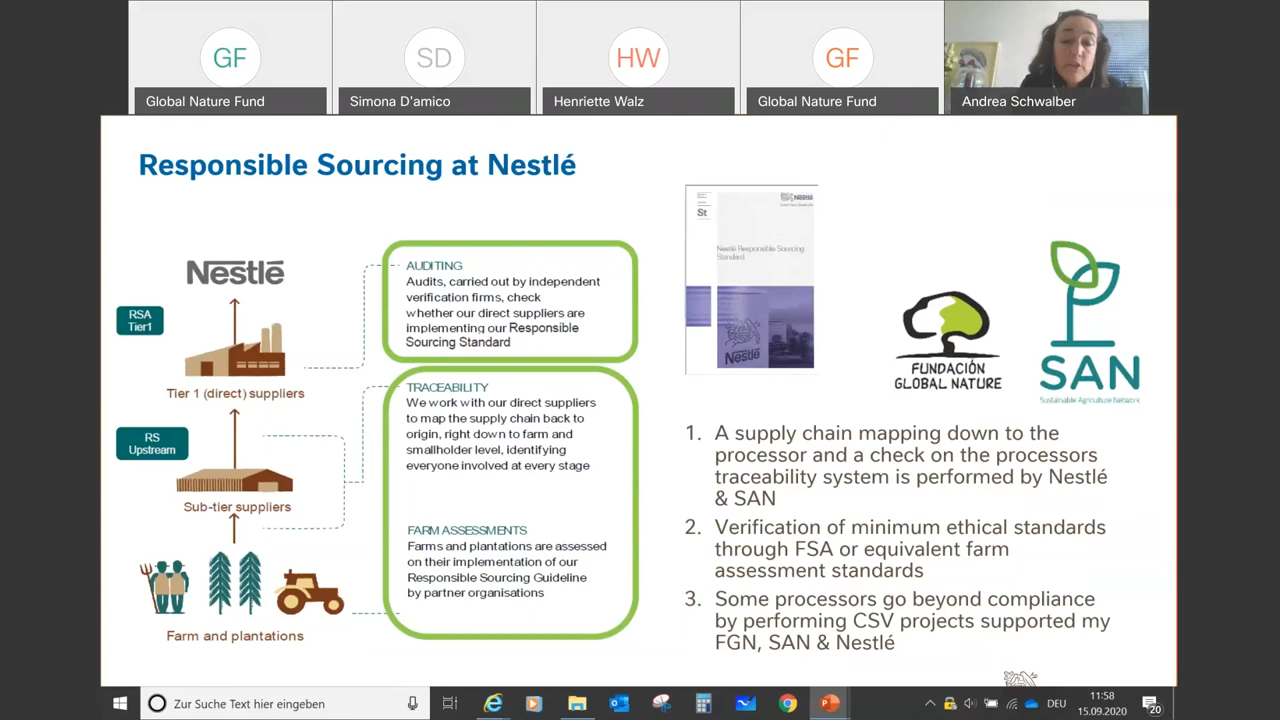 GF
SD
HW
GF
Global Nature Fund
Simona D'amico
Henriette Walz
Global Nature Fund
Andrea Schwalber
Responsible Sourcing at Nestlé
Nestlé
RSA
Tier1
Tier 1 (direct) suppliers
RS
Upstream
Sub-tier suppliers
Farm and plantations
AUDITING
Audits, carried out by independent
verification firms, check
whether our direct suppliers are
implementing our Responsible
Sourcing Standard
TRACEABILITY
We work with our direct suppliers
to map the supply chain back to
origin, right down to farm and
smallholder level, identifying
everyone involved at every stage
FARM ASSESSMENTS
Farms and plantations are assessed
on their implementation of our
Responsible Sourcing Guideline
by partner organisations
St
Nestlé
Nestlé Responsible Sourcing
Standard
Nestlé
FUNDACIÓN
GLOBAL NATURE
SAN
Sustainable Agriculture Network
1. A supply chain mapping down to the
processor and a check on the processors
traceability system is performed by Nestlé
& SAN
2. Verification of minimum ethical standards
through FSA or equivalent farm
assessment standards
3. Some processors go beyond compliance
by performing CSV projects supported my
FGN, SAN & Nestlé
Zur Suche Text hier eingeben
DEU
11:58
15.09.2020
20